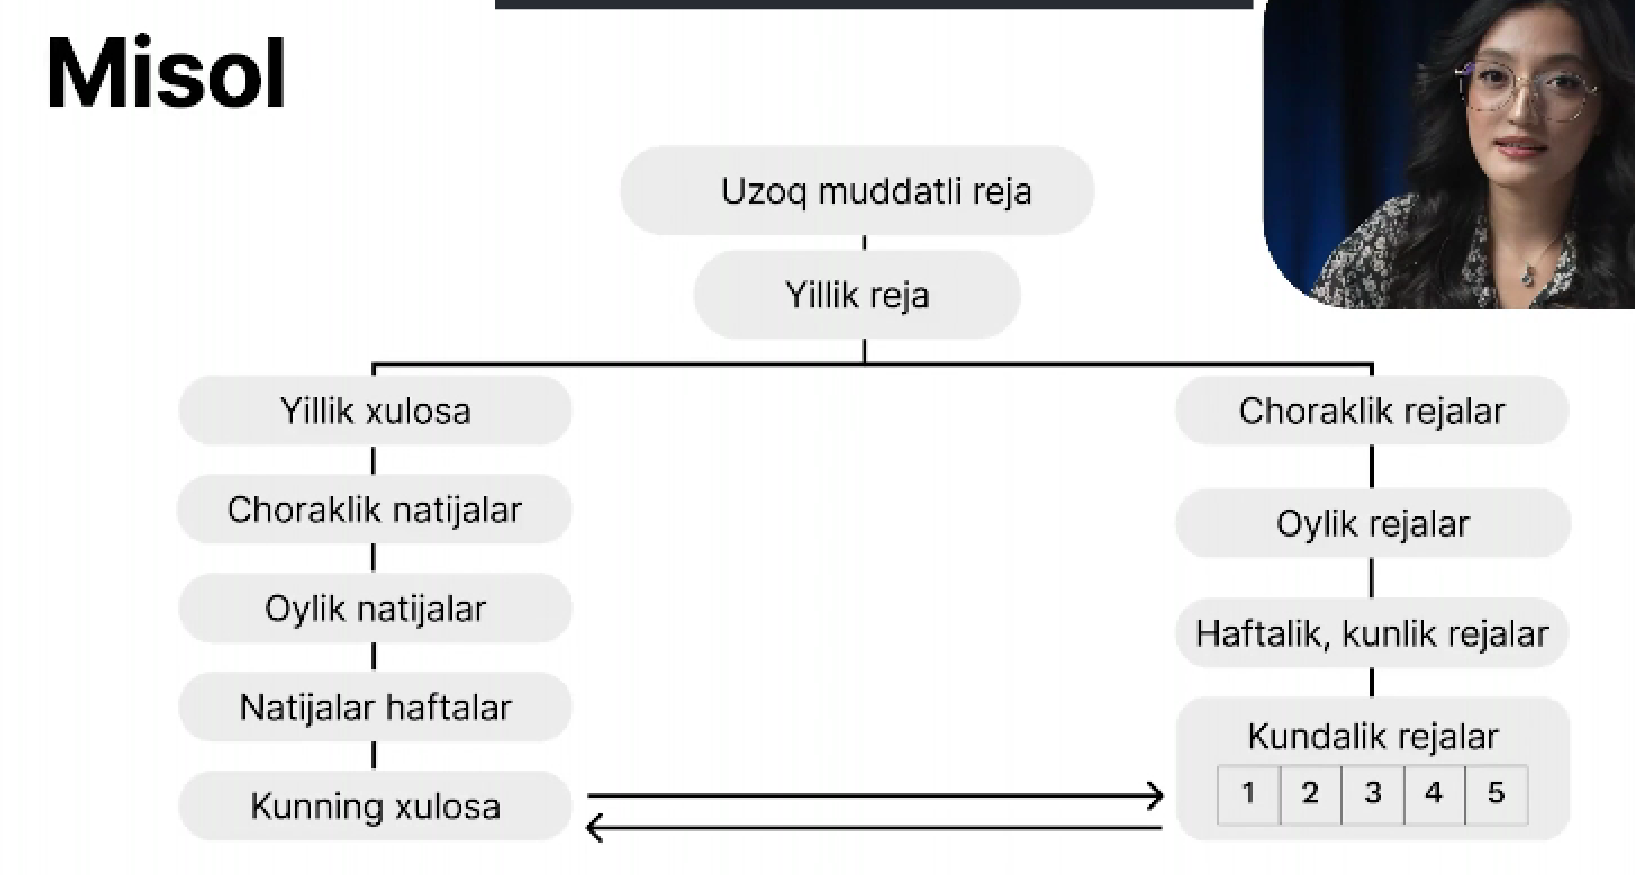 Misol
Uzoq muddatli reja
Yillik reja
Yillik xulosa
Choraklik natijalar
Oylik natijalar
Natijalar haftalar
Kunning xulosa
Choraklik rejalar
Oylik rejalar
Haftalik, kunlik rejalar
Kundalik rejalar
1 2 3 4 5